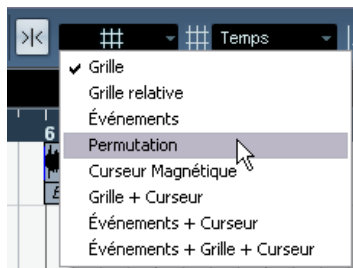 Temps
Grille
Grille relative
6
Événements
Permutation
Curseur Magnétique
E
Grille + Curseur
Événements + Curseur
Événements + Grille + Curseur